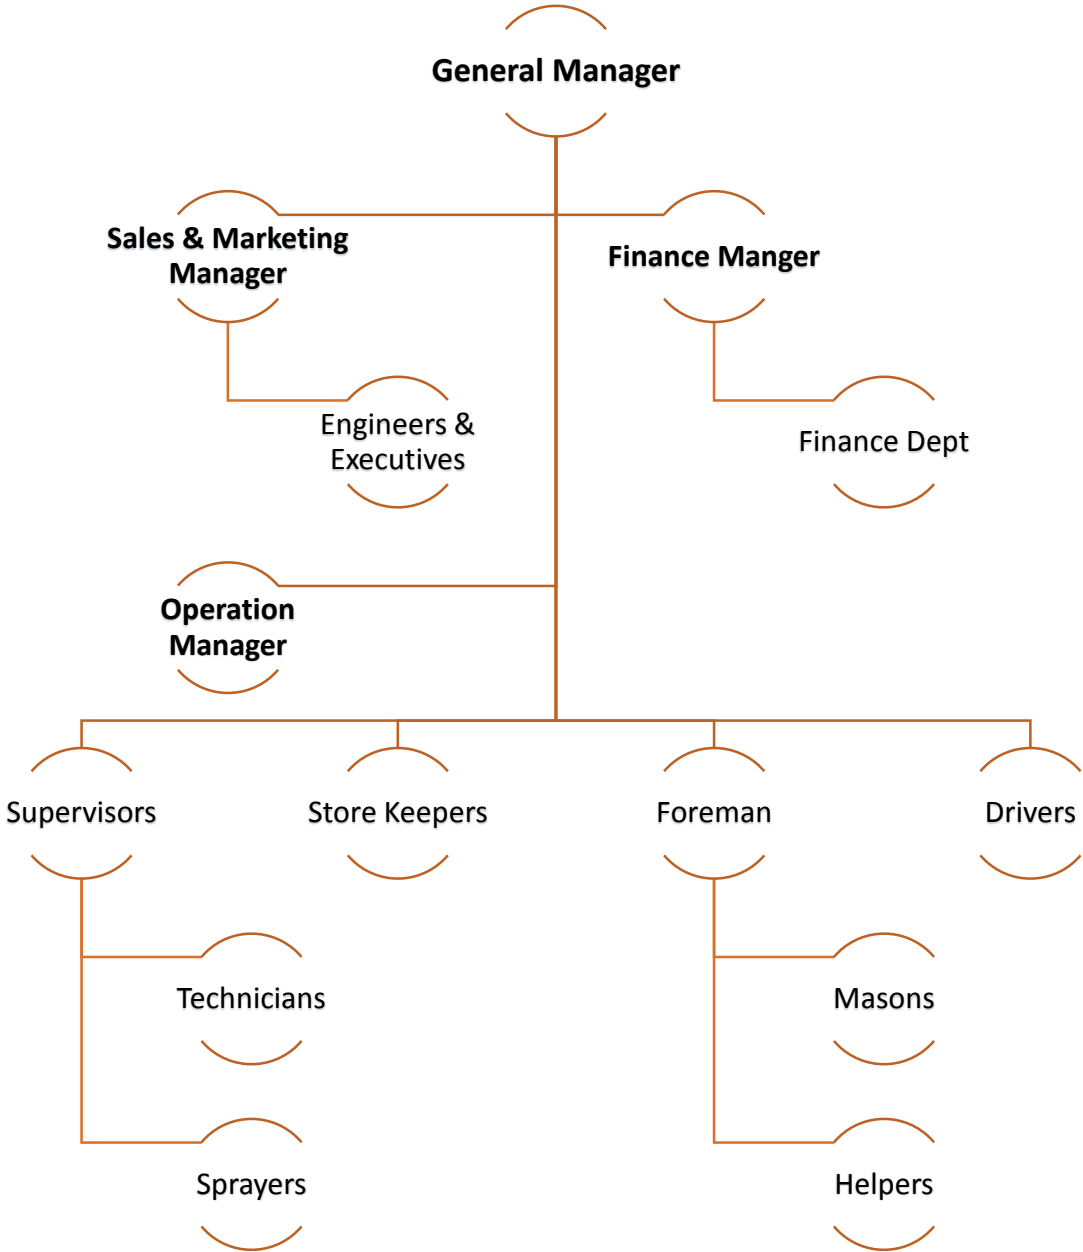 General Manager
Sales & Marketing
Manager
Finance Manger
Engineers &
Executives
Finance Dept
Operation
Manager
Supervisors
Store Keepers
Foreman
Drivers
Technicians
Masons
Sprayers
Helpers